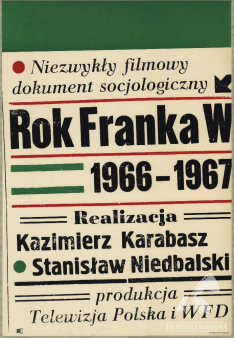 Niezwykły filmowy
dokument socjologiczny
Rok Franka W
1966-1967
Realizacja
Kazimierz Karabasz
Stanisław Niedbalski
produkcja
Telewizja Polska i WFD